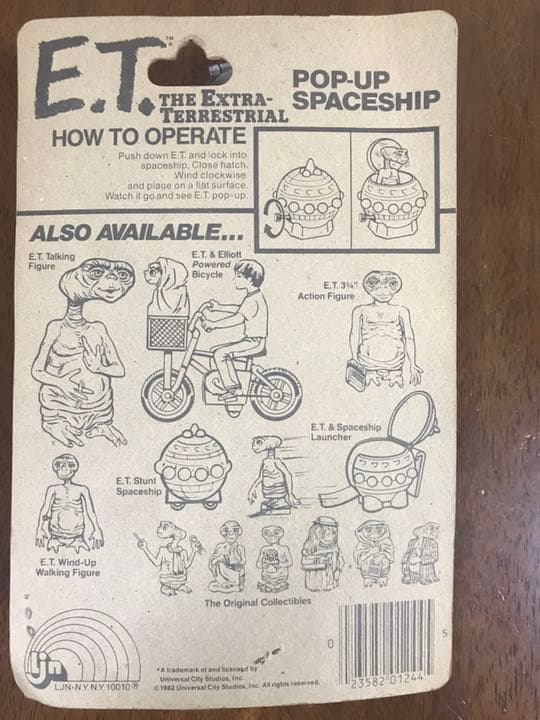 E.T.™
THE EXTRA-
TERRESTRIAL
POP-UP
SPACESHIP
HOW TO OPERATE
Push down E.T. and lock into
spaceship. Close hatch.
Wind clockwise
and place on a flat surface.
Watch it go and see E.T. pop-up.
ALSO AVAILABLE...
E.T. Talking
Figure
E.T. & Elliott
Powered
Bicycle
E.T. 3¾"
Action Figure
E.T. & Spaceship
Launcher
E.T. Stunt
Spaceship
E.T. Wind-Up
Walking Figure
The Original Collectibles
ljn
LJN-N.Y. N.Y. 10010®
*A trademark of and licensed by
Universal City Studios, Inc.
©1982 Universal City Studios, Inc. All rights reserved.
0 23582 01244 5